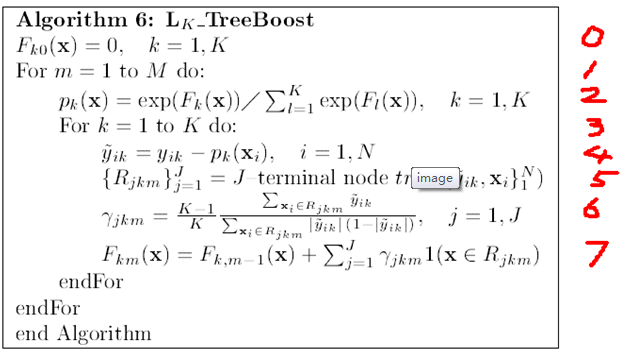 Algorithm 6: L_K_TreeBoost
F_{k0}(x) = 0, k = 1, K 0
For m = 1 to M do: 1
p_k(x) = exp(F_k(x)) / ∑_{l=1}^{K} exp(F_l(x)), k = 1, K 2
For k = 1 to K do: 3
ỹ_{ik} = y_{ik} − p_k(x_i), i = 1, N 4
{R_{jkm}}_{j=1}^{J} = J–terminal node image _{ik}, x_i}_1^N) 5
γ_{jkm} = \frac{K−1}{K} \frac{∑_{x_i∈R_{jkm}} ỹ_{ik}}{∑_{x_i∈R_{jkm}} |ỹ_{ik}| (1−|ỹ_{ik}|)}, j = 1, J 6
F_{km}(x) = F_{k,m−1}(x) + ∑_{j=1}^{J} γ_{jkm} 1(x ∈ R_{jkm}) 7
endFor
endFor
end Algorithm